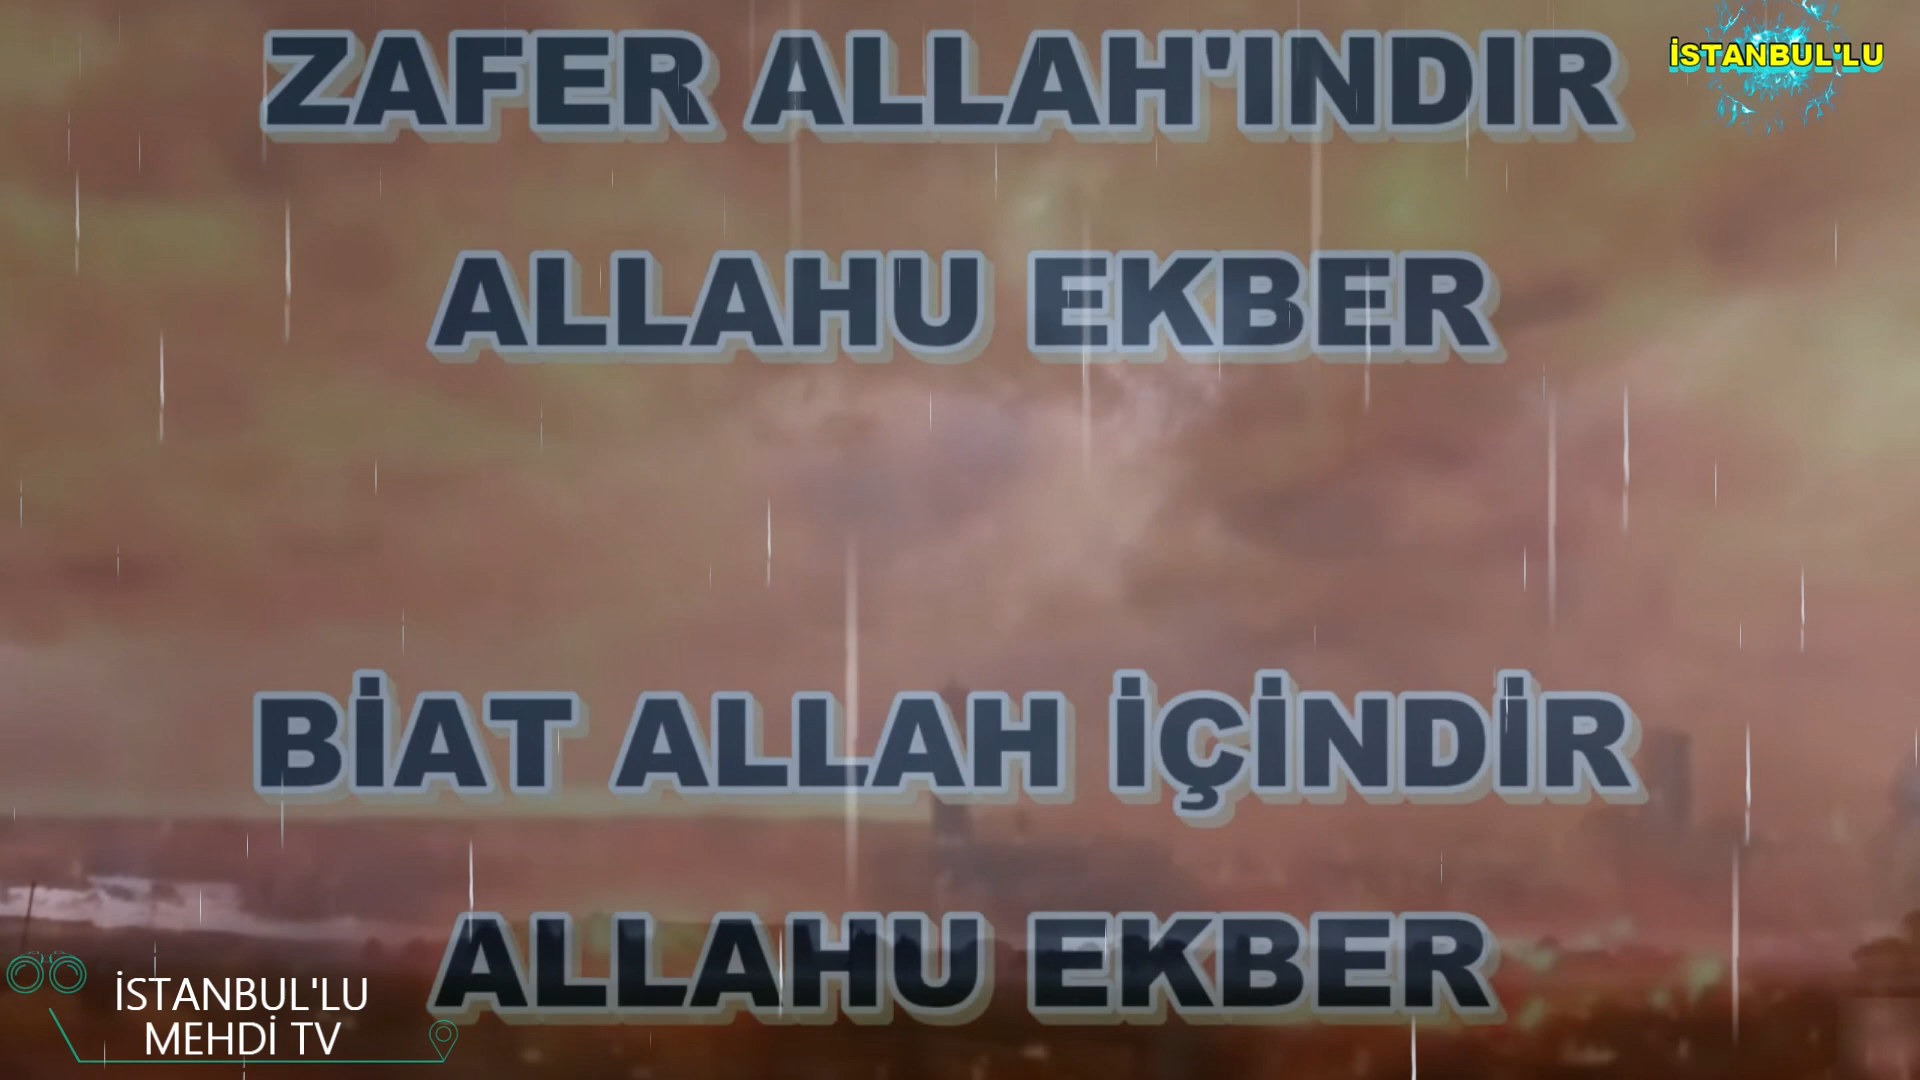 ZAFER ALLAH'INDIR
İSTANBUL'LU
ALLAHU EKBER
BİAT ALLAH İÇİNDİR
ALLAHU EKBER
İSTANBUL'LU
MEHDİ TV